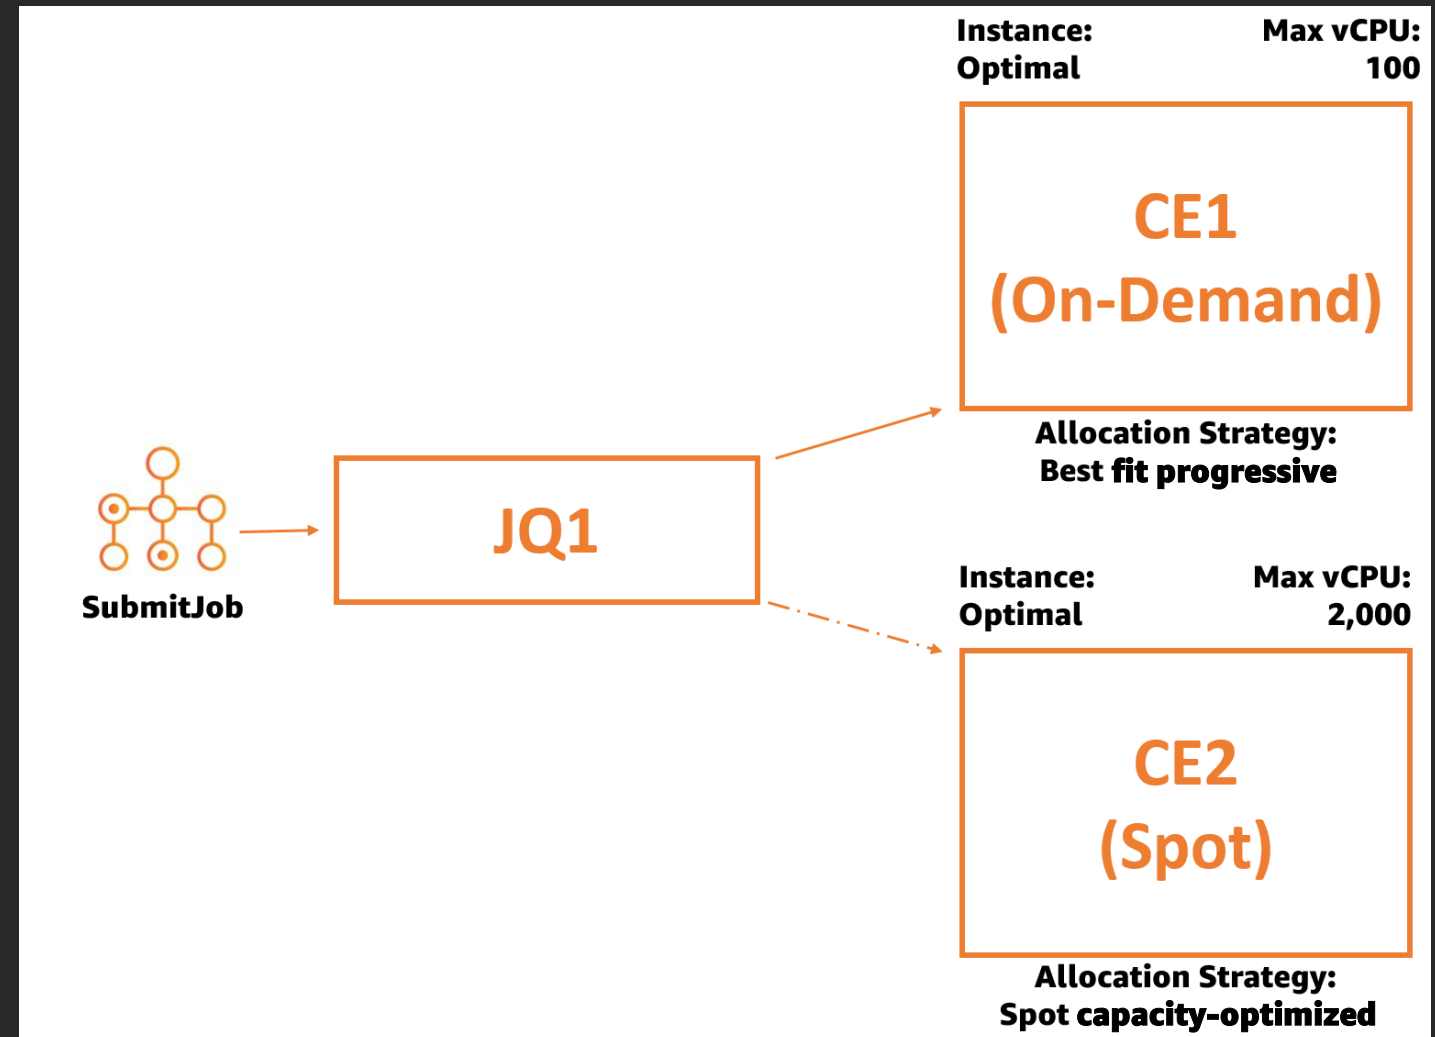 Instance:
Optimal
Max vCPU:
100
CE1
(On-Demand)
Allocation Strategy:
Best fit progressive
SubmitJob
JQ1
Instance:
Optimal
Max vCPU:
2,000
CE2
(Spot)
Allocation Strategy:
Spot capacity-optimized